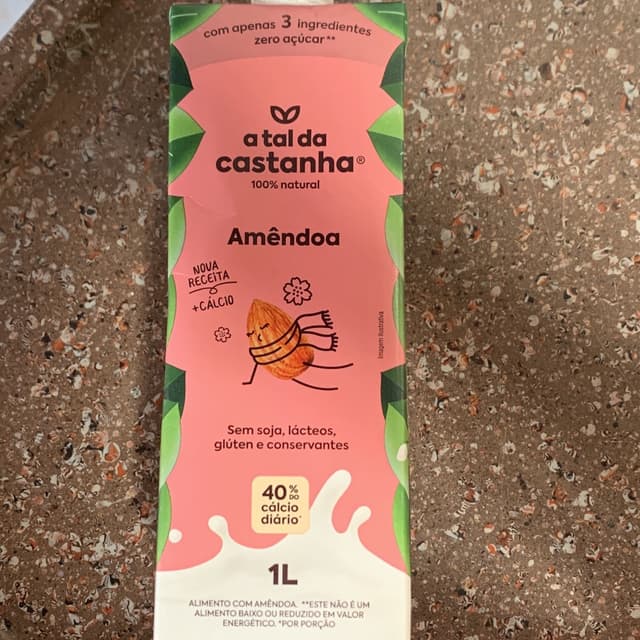 com apenas 3 ingredientes
zero açúcar**
a tal da
castanha®
100% natural
Amêndoa
NOVA
RECEITA
+CÁLCIO
Imagem ilustrativa
Sem soja, lácteos,
glúten e conservantes
40% DO
cálcio
diário*
1L
ALIMENTO COM AMÊNDOA. **ESTE NÃO É UM
ALIMENTO BAIXO OU REDUZIDO EM VALOR
ENERGÉTICO. *POR PORÇÃO